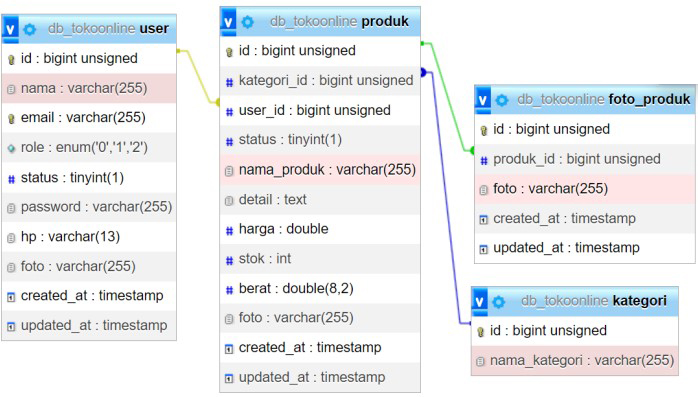 db_tokoonline user
id : bigint unsigned
nama : varchar(255)
email : varchar(255)
role : enum('0','1','2')
status : tinyint(1)
password : varchar(255)
hp : varchar(13)
foto : varchar(255)
created_at : timestamp
updated_at : timestamp
db_tokoonline produk
id : bigint unsigned
kategori_id : bigint unsigned
user_id : bigint unsigned
status : tinyint(1)
nama_produk : varchar(255)
detail : text
harga : double
stok : int
berat : double(8,2)
foto : varchar(255)
created_at : timestamp
updated_at : timestamp
db_tokoonline foto_produk
id : bigint unsigned
produk_id : bigint unsigned
foto : varchar(255)
created_at : timestamp
updated_at : timestamp
db_tokoonline kategori
id : bigint unsigned
nama_kategori : varchar(255)